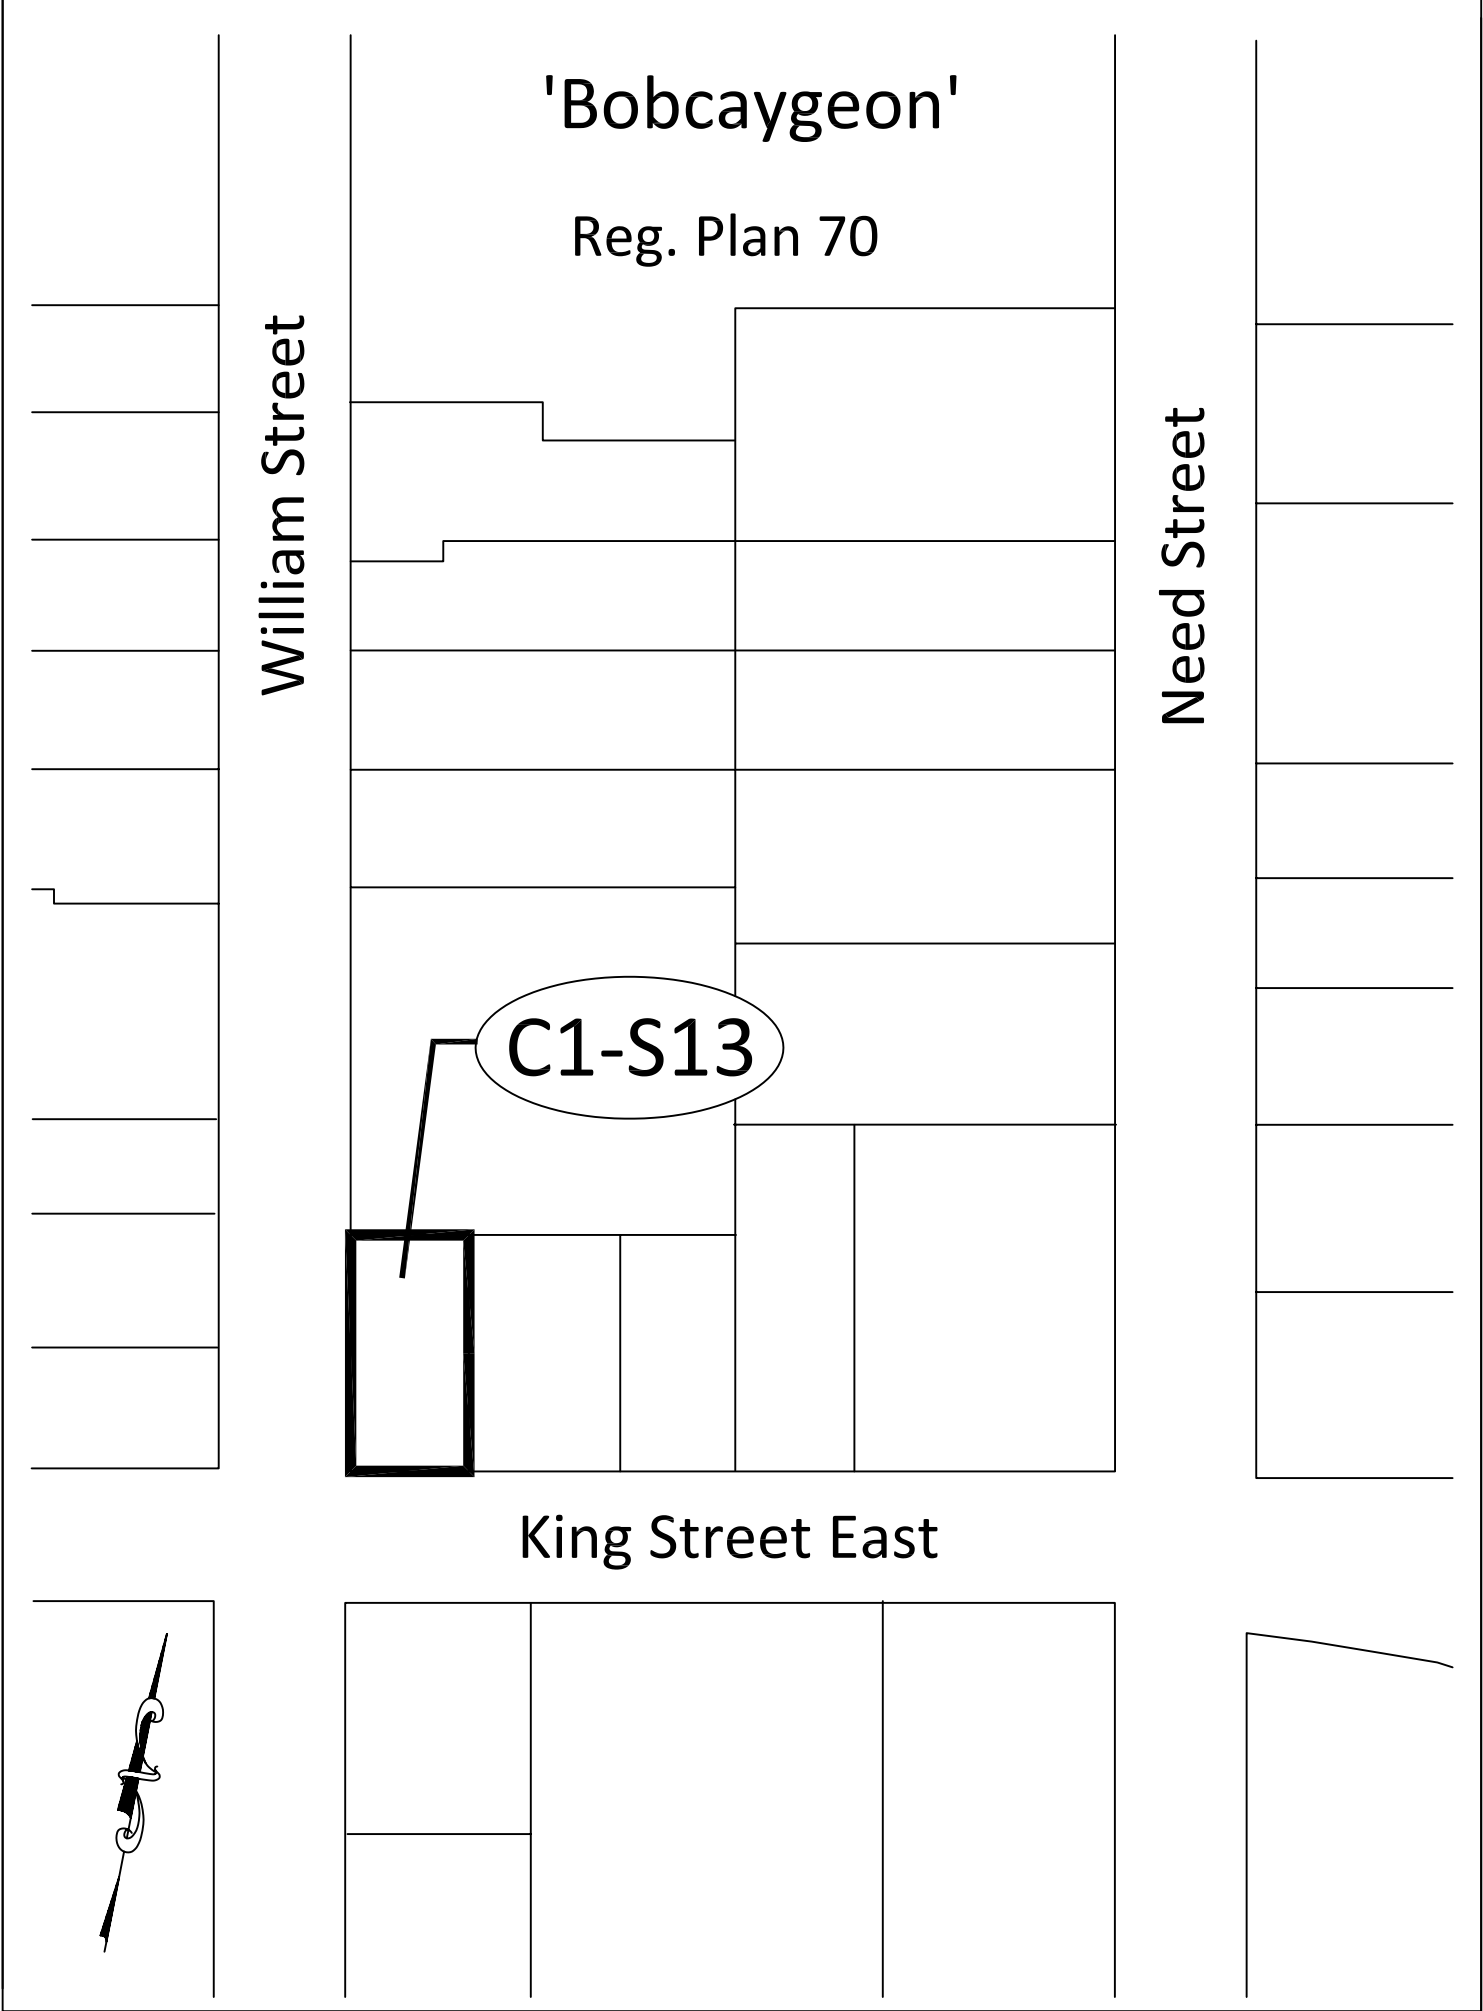 'Bobcaygeon'
Reg. Plan 70
William Street
Need Street
C1-S13
King Street East